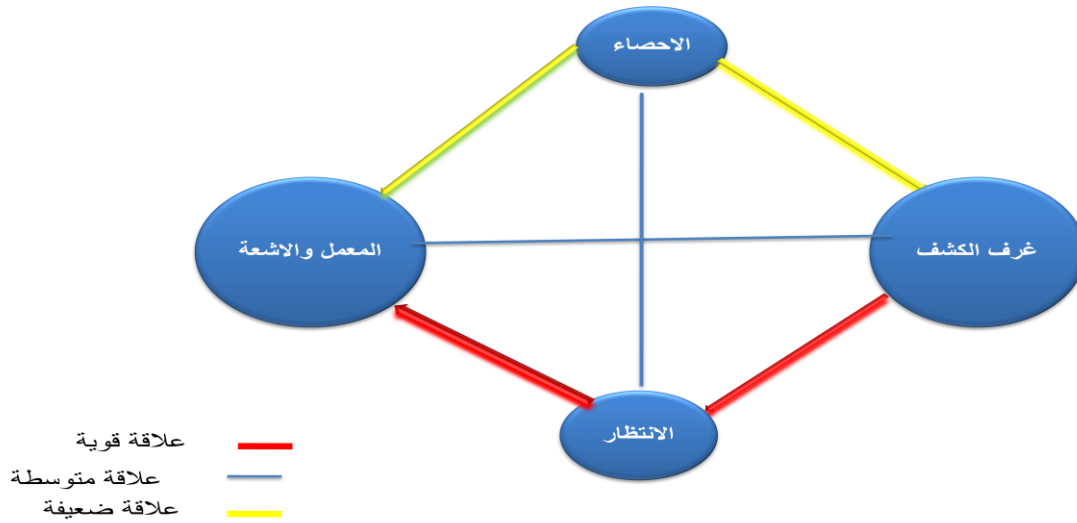 الاحصاء
غرف الكشف
المعمل والاشعة
الانتظار
علاقة قوية
علاقة متوسطة
علاقة ضعيفة